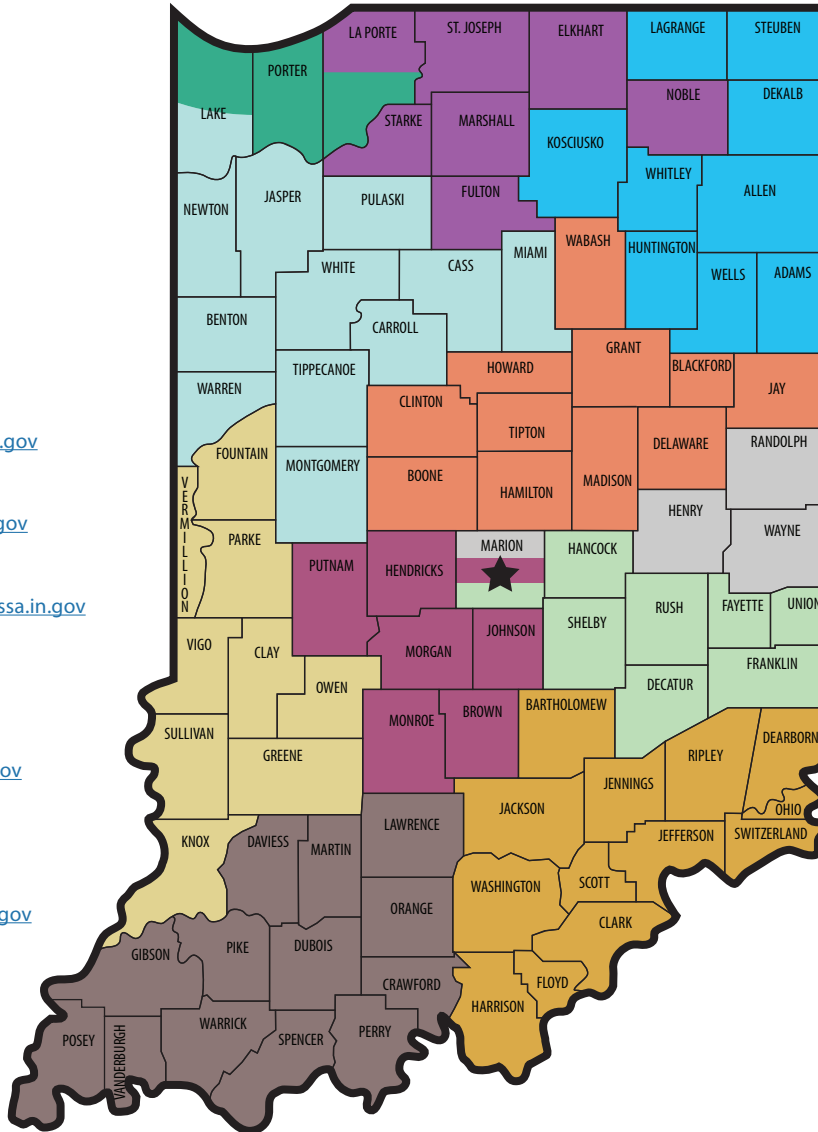 LA PORTE
ST. JOSEPH
ELKHART
LAGRANGE
STEUBEN
PORTER
LAKE
NOBLE
DEKALB
STARKE
MARSHALL
KOSCIUSKO
WHITLEY
ALLEN
NEWTON
JASPER
PULASKI
FULTON
WHITE
CASS
MIAMI
WABASH
HUNTINGTON
WELLS
ADAMS
BENTON
CARROLL
WARREN
TIPPECANOE
HOWARD
GRANT
BLACKFORD
JAY
CLINTON
TIPTON
DELAWARE
RANDOLPH
.gov
FOUNTAIN
MONTGOMERY
BOONE
HAMILTON
MADISON
HENRY
WAYNE
VERMILLION
gov
PARKE
PUTNAM
HENDRICKS
MARION
HANCOCK
ssa.in.gov
RUSH
FAYETTE
UNION
SHELBY
JOHNSON
VIGO
CLAY
MORGAN
FRANKLIN
OWEN
DECATUR
MONROE
BROWN
BARTHOLOMEW
SULLIVAN
GREENE
RIPLEY
DEARBORN
ov
JENNINGS
JACKSON
OHIO
KNOX
DAVIESS
MARTIN
LAWRENCE
JEFFERSON
SWITZERLAND
WASHINGTON
SCOTT
gov
ORANGE
CLARK
GIBSON
PIKE
DUBOIS
CRAWFORD
FLOYD
HARRISON
POSEY
VANDERBURGH
WARRICK
SPENCER
PERRY